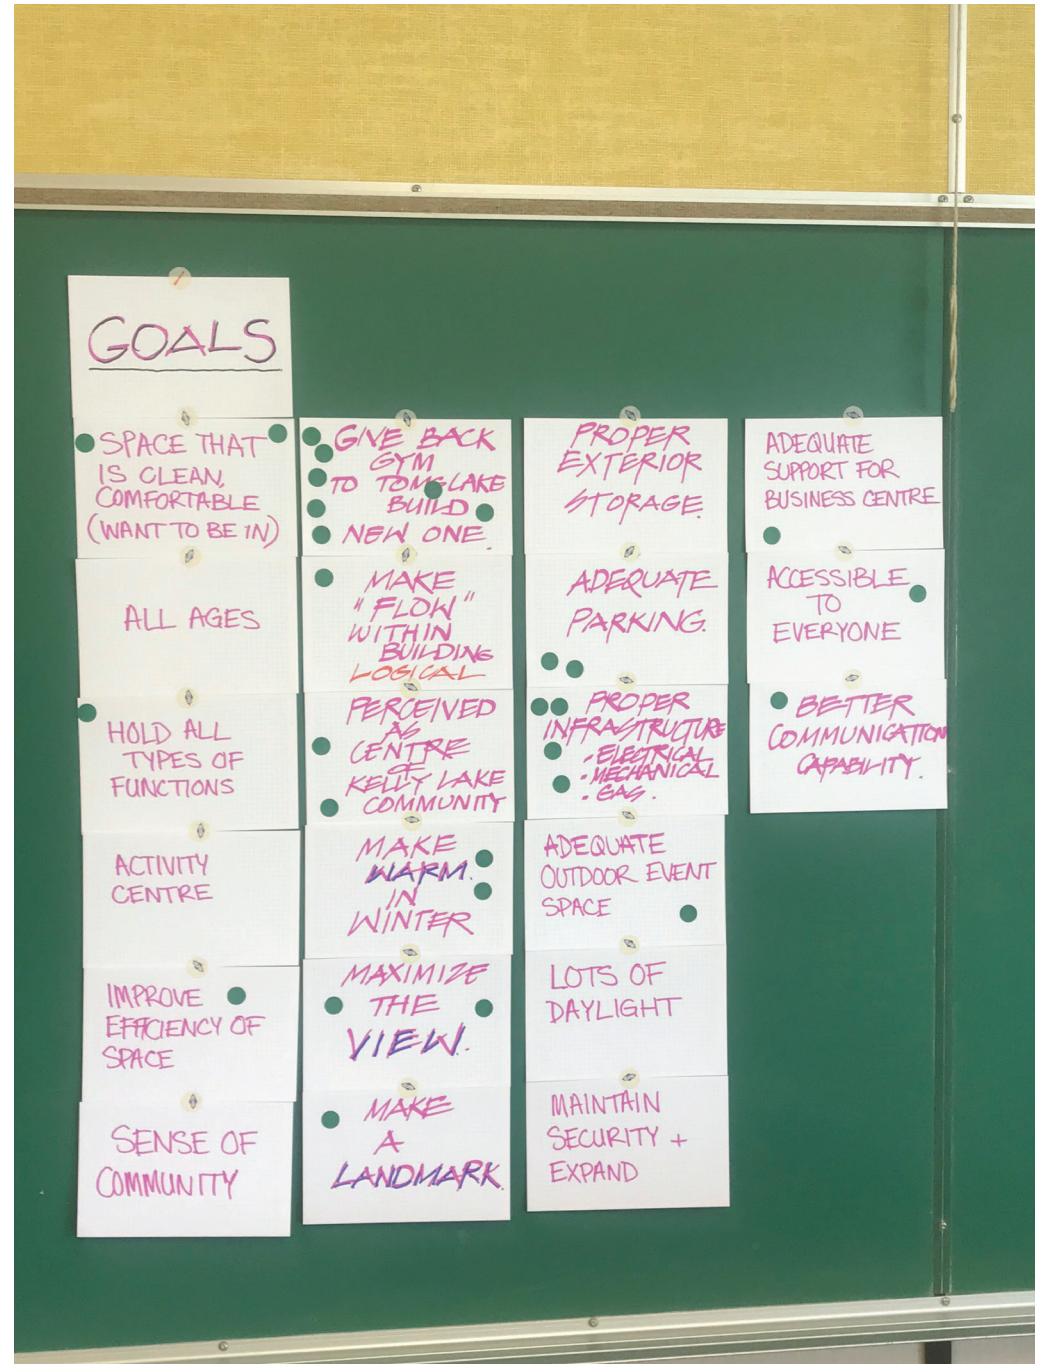 GOALS
SPACE THAT
IS CLEAN,
COMFORTABLE
(WANT TO BE IN)
ALL AGES
HOLD ALL
TYPES OF
FUNCTIONS
ACTIVITY
CENTRE
IMPROVE
EFFICIENCY OF
SPACE
SENSE OF
COMMUNITY
GIVE BACK
GYM
TO TOMSLAKE
BUILD
NEW ONE.
MAKE
"FLOW"
WITHIN
BUILDING
LOGICAL
PERCEIVED
AS
CENTRE
OF
KELLY LAKE
COMMUNITY
MAKE
WARM.
IN
WINTER
MAXIMIZE
THE
VIEW.
MAKE
A
LANDMARK.
PROPER
EXTERIOR
STORAGE.
ADEQUATE
PARKING.
PROPER
INFRASTRUCTURE
• ELECTRICAL
• MECHANICAL
• GAS.
ADEQUATE
OUTDOOR EVENT
SPACE
LOTS OF
DAYLIGHT
MAINTAIN
SECURITY +
EXPAND
ADEQUATE
SUPPORT FOR
BUSINESS CENTRE
ACCESSIBLE
TO
EVERYONE
BETTER
COMMUNICATION
CAPABILITY.